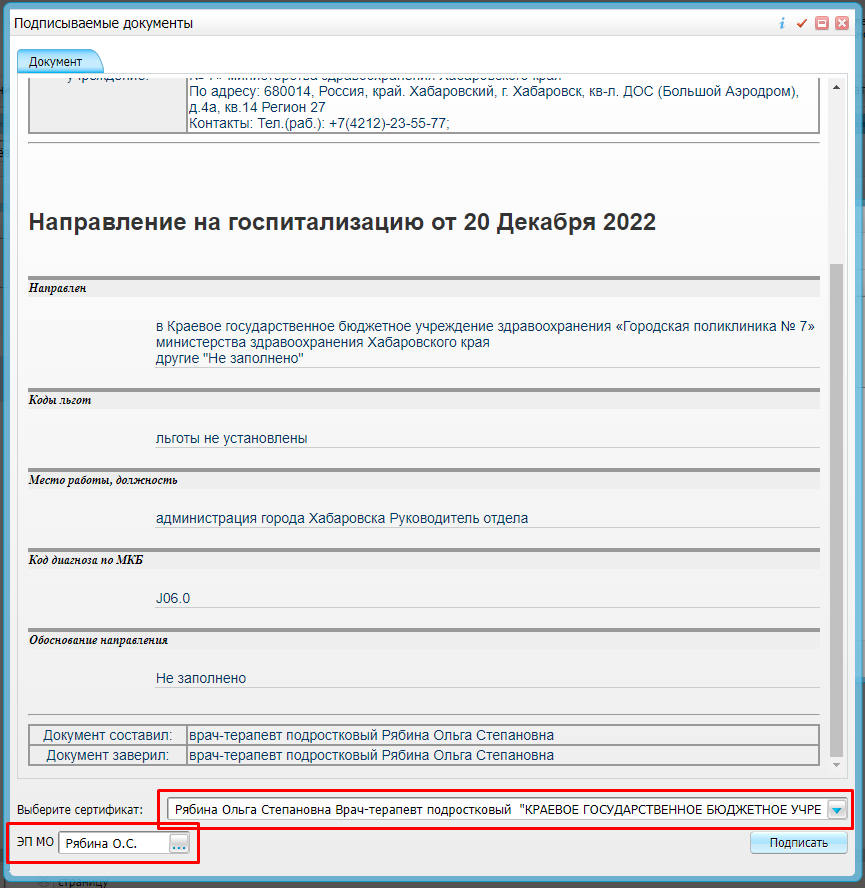 Подписываемые документы
Документ
учреждение:
№ 7» министерства здравоохранения Хабаровского края
По адресу: 680014, Россия, край. Хабаровский, г. Хабаровск, кв-л. ДОС (Большой Аэродром),
д.4а, кв.14 Регион 27
Контакты: Тел.(раб.): +7(4212)-23-55-77;
Направление на госпитализацию от 20 Декабря 2022
Направлен
в Краевое государственное бюджетное учреждение здравоохранения «Городская поликлиника № 7»
министерства здравоохранения Хабаровского края
другие "Не заполнено"
Коды льгот
льготы не установлены
Место работы, должность
администрация города Хабаровска Руководитель отдела
Код диагноза по МКБ
J06.0
Обоснование направления
Не заполнено
Документ составил: врач-терапевт подростковый Рябина Ольга Степановна
Документ заверил: врач-терапевт подростковый Рябина Ольга Степановна
Выберите сертификат: Рябина Ольга Степановна Врач-терапевт подростковый "КРАЕВОЕ ГОСУДАРСТВЕННОЕ БЮДЖЕТНОЕ УЧРЕ
ЭП МО Рябина О.С. ...
Подписать
страницу